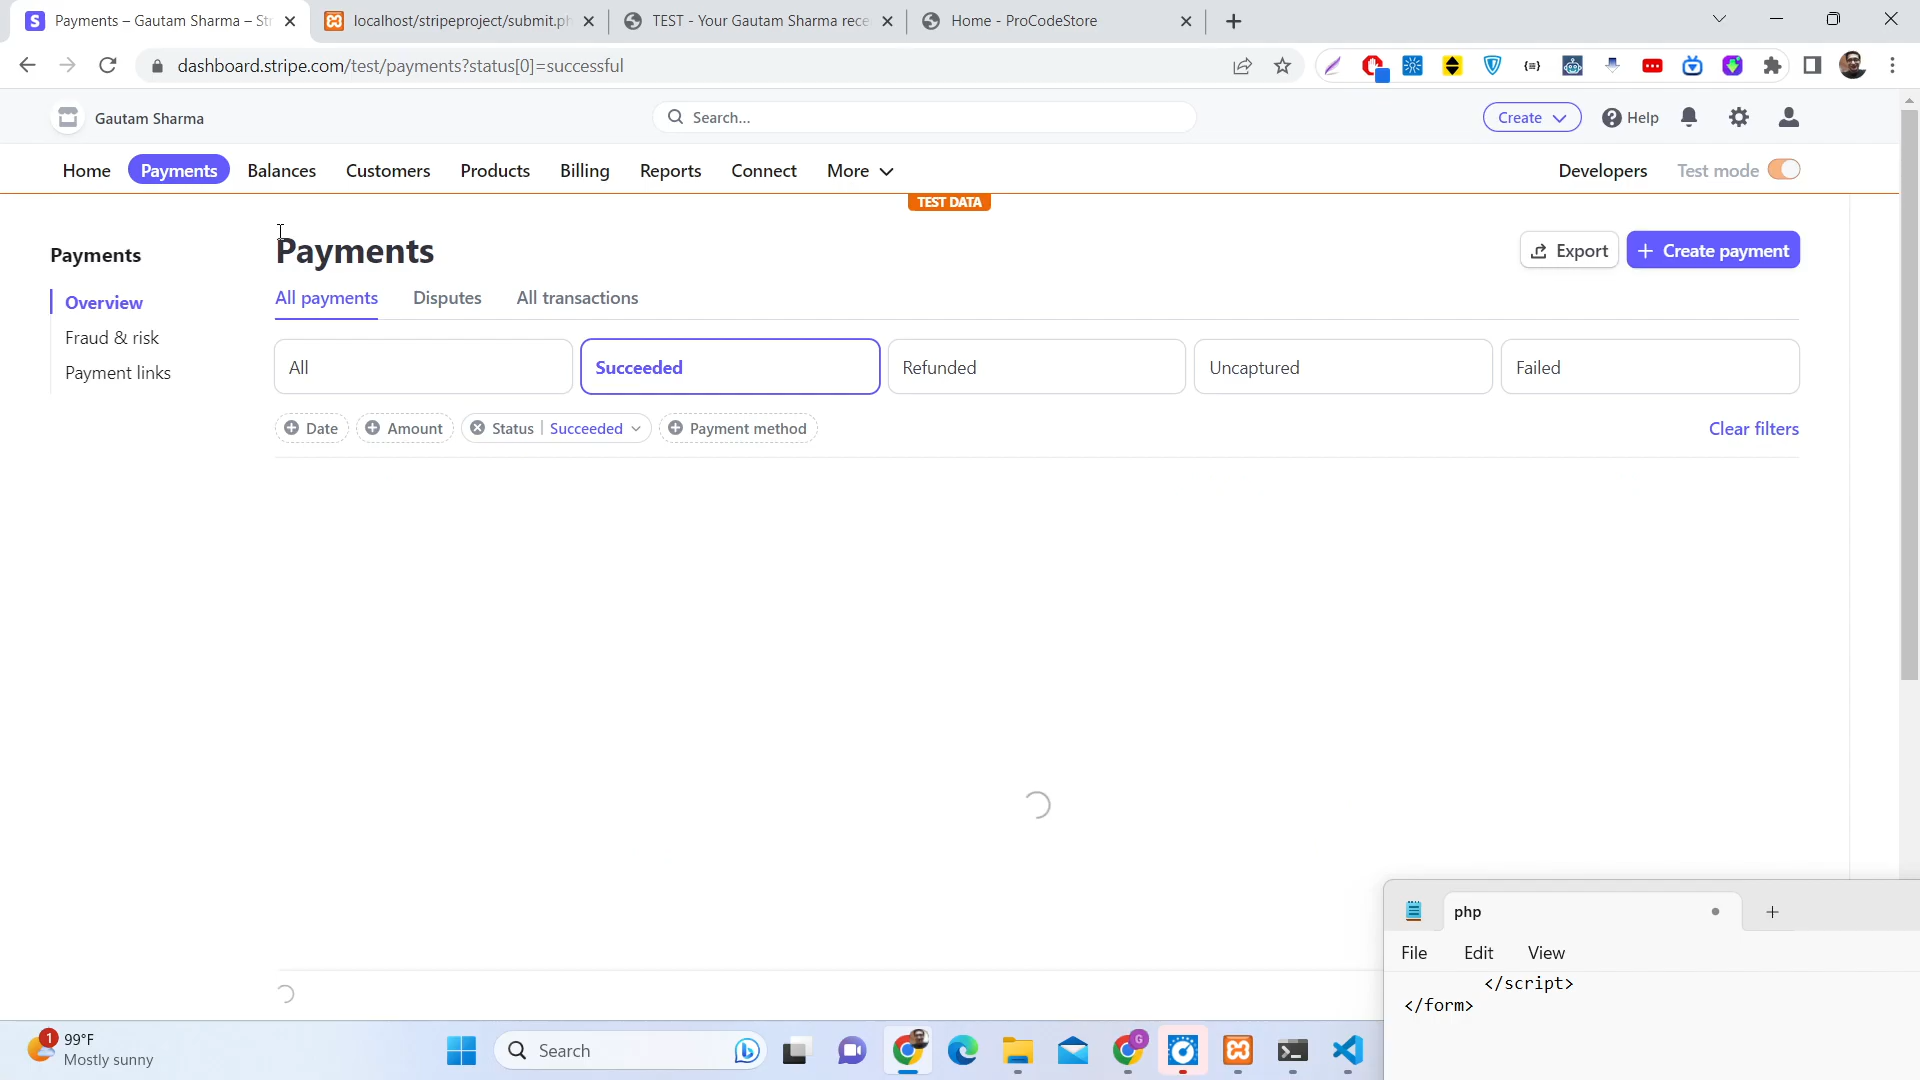 Payments – Gautam Sharma – St
localhost/stripeproject/submit.ph
TEST - Your Gautam Sharma rece
Home - ProCodeStore
dashboard.stripe.com/test/payments?status[0]=successful
Gautam Sharma
Search...
Create
Help
Home
Payments
Balances
Customers
Products
Billing
Reports
Connect
More
Developers
Test mode
TEST DATA
Payments
Overview
Fraud & risk
Payment links
Payments
Export
Create payment
All payments
Disputes
All transactions
All
Succeeded
Refunded
Uncaptured
Failed
Date
Amount
Status | Succeeded
Payment method
Clear filters
php
File
Edit
View
</script>
</form>
1
99°F
Mostly sunny
Search
G